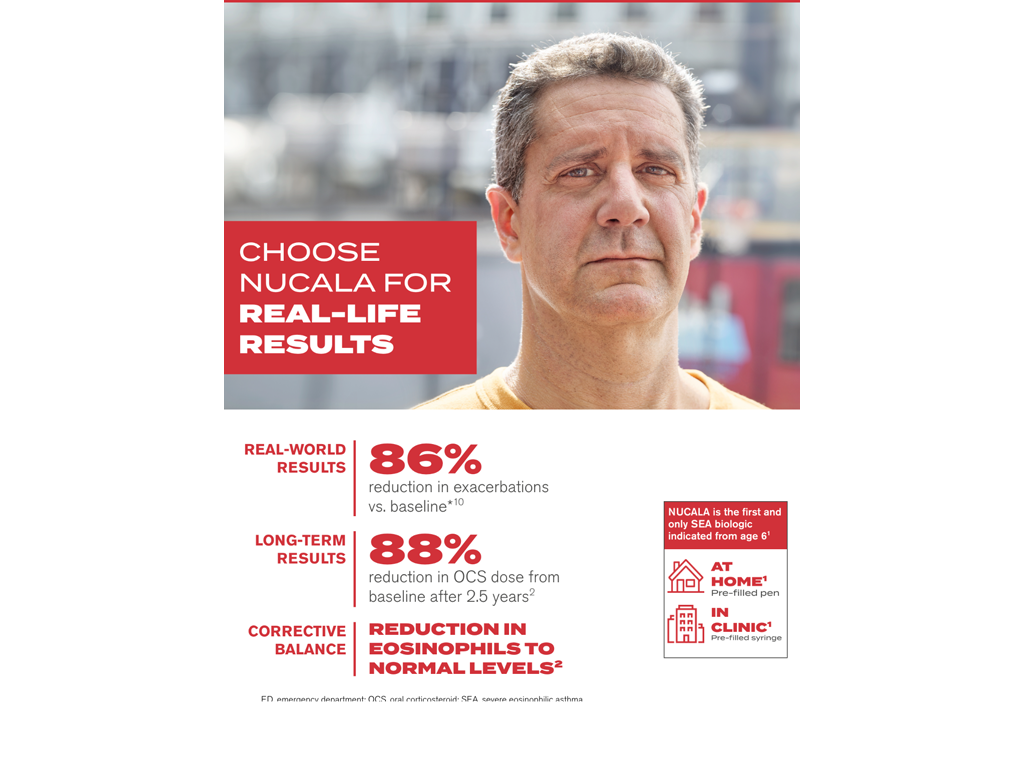 CHOOSE
NUCALA FOR
REAL-LIFE
RESULTS
REAL-WORLD
RESULTS
86%
reduction in exacerbations
vs. baseline*10
LONG-TERM
RESULTS
88%
reduction in OCS dose from
baseline after 2.5 years2
CORRECTIVE
BALANCE
REDUCTION IN
EOSINOPHILS TO
NORMAL LEVELS2
NUCALA is the first and
only SEA biologic
indicated from age 61
AT
HOME1
Pre-filled pen
IN
CLINIC1
Pre-filled syringe
ED, emergency department; OCS, oral corticosteroid; SEA, severe eosinophilic asthma